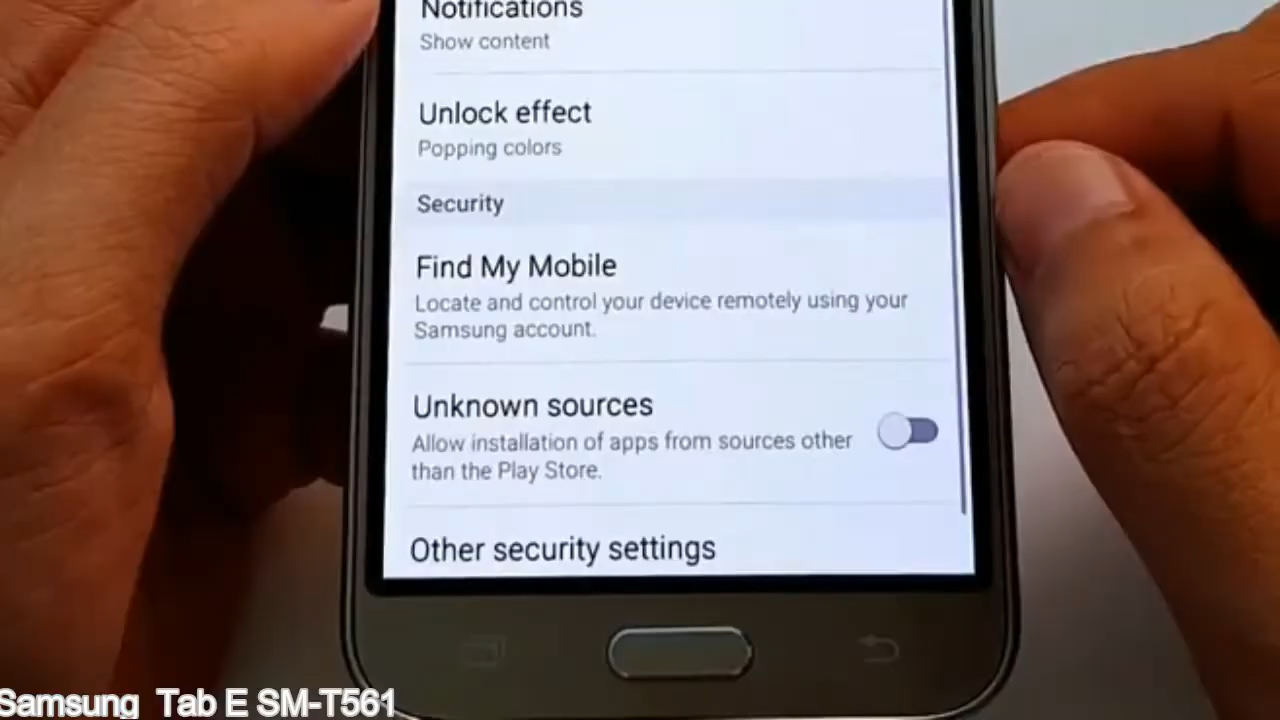 Notifications
Show content
Unlock effect
Popping colors
Security
Find My Mobile
Locate and control your device remotely using your
Samsung account.
Unknown sources
Allow installation of apps from sources other
than the Play Store.
Other security settings
Samsung Tab E SM-T561